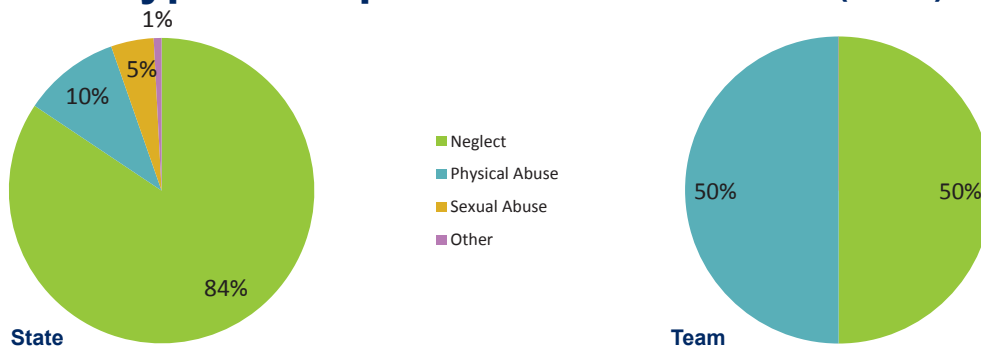 1%
5%
10%
84%
State
Neglect
Physical Abuse
Sexual Abuse
Other
50%
50%
Team